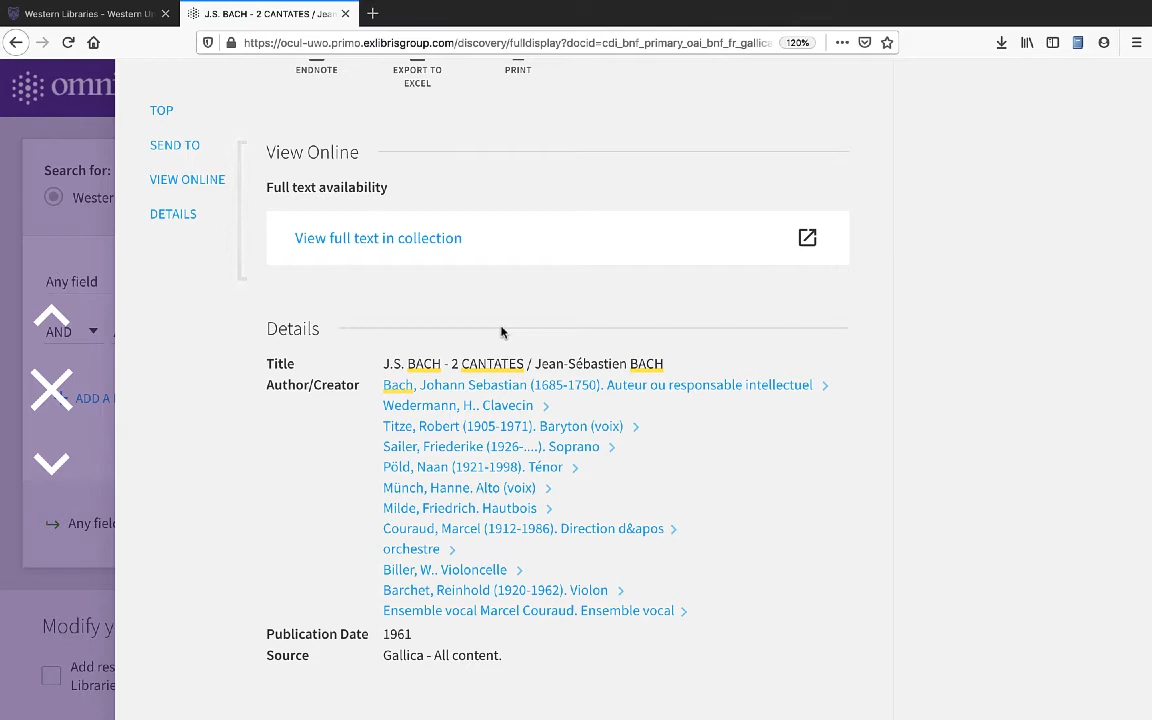 Western Libraries - Western U
J.S. BACH - 2 CANTATES / Jean
https://ocul-uwo.primo.exlibrisgroup.com/discovery/fulldisplay?docid=cdi_bnf_primary_oai_bnf_fr_gallica
120%
omni
ENDNOTE
EXPORT TO
EXCEL
PRINT
TOP
SEND TO
VIEW ONLINE
DETAILS
Search for:
Wester
Any field
AND
ADD A
Any field
Modify y
Add res
Librarie
View Online
Full text availability
View full text in collection
Details
Title J.S. BACH - 2 CANTATES / Jean-Sébastien BACH
Author/Creator Bach, Johann Sebastian (1685-1750). Auteur ou responsable intellectuel
Wedermann, H.. Clavecin
Titze, Robert (1905-1971). Baryton (voix)
Sailer, Friederike (1926-....). Soprano
Pöld, Naan (1921-1998). Ténor
Münch, Hanne. Alto (voix)
Milde, Friedrich. Hautbois
Couraud, Marcel (1912-1986). Direction d&apos
orchestre
Biller, W.. Violoncelle
Barchet, Reinhold (1920-1962). Violon
Ensemble vocal Marcel Couraud. Ensemble vocal
Publication Date 1961
Source Gallica - All content.